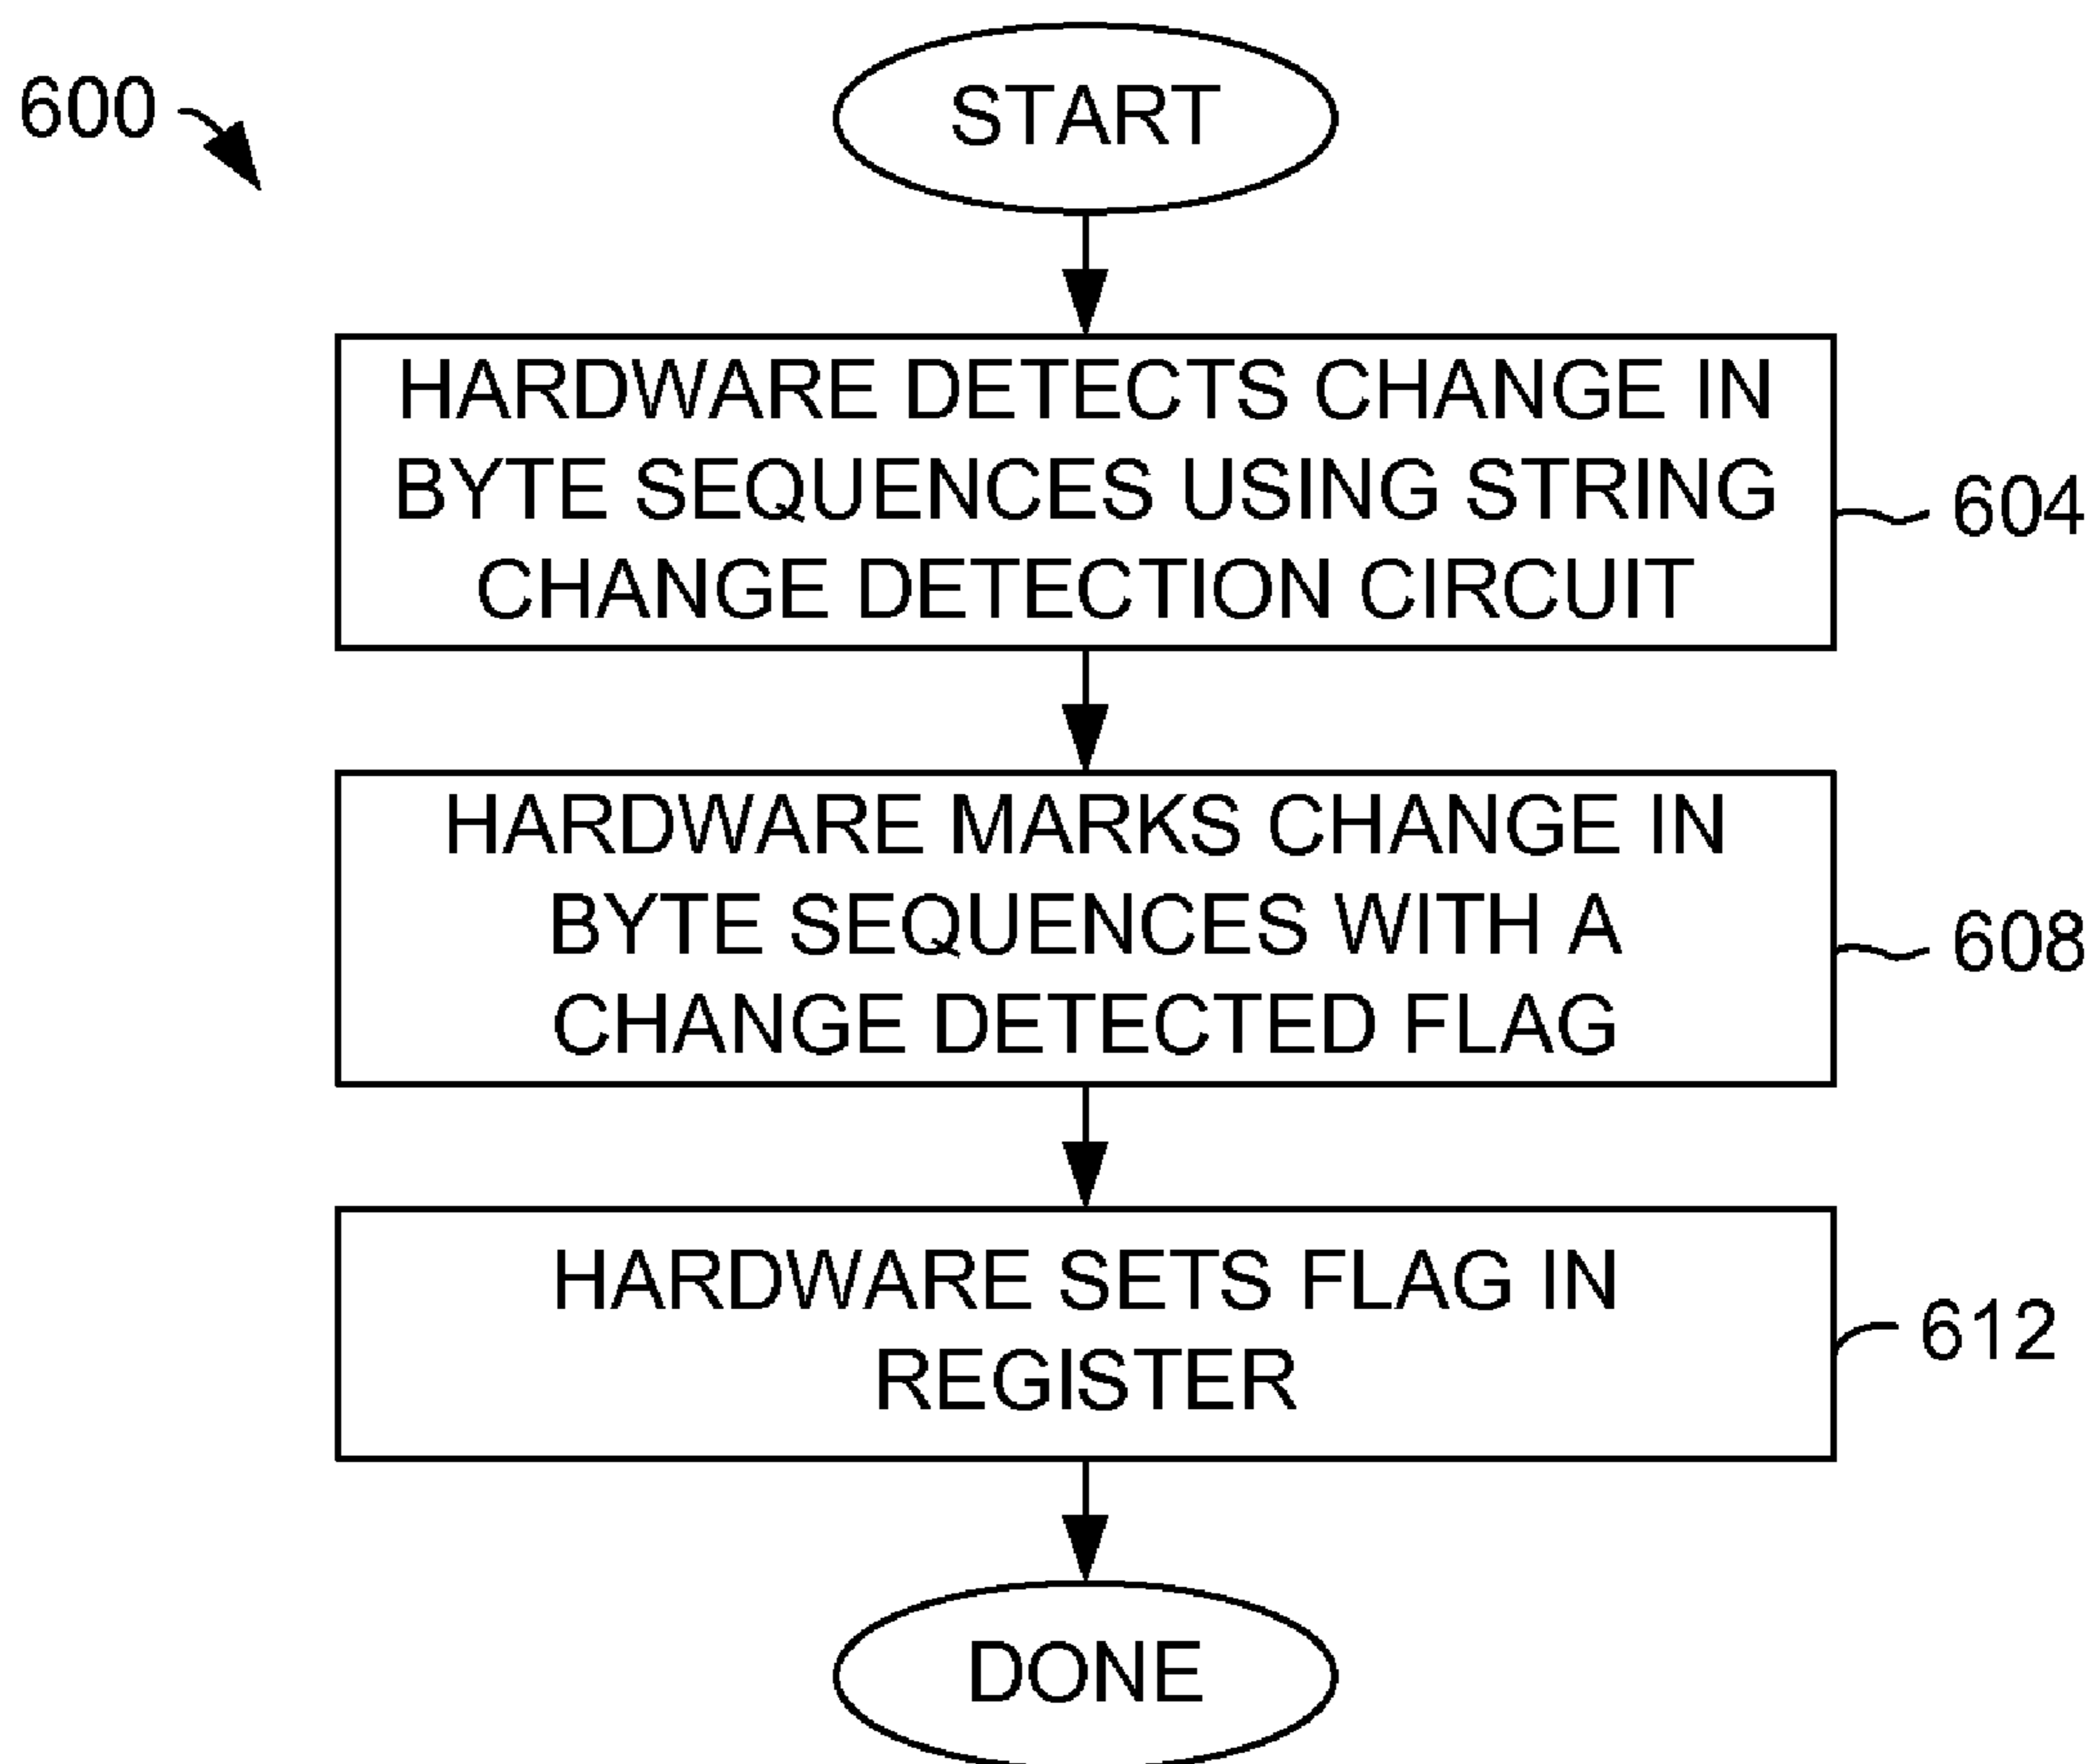 600
START
HARDWARE DETECTS CHANGE IN
BYTE SEQUENCES USING STRING
CHANGE DETECTION CIRCUIT
604
HARDWARE MARKS CHANGE IN
BYTE SEQUENCES WITH A
CHANGE DETECTED FLAG
608
HARDWARE SETS FLAG IN
REGISTER
612
DONE